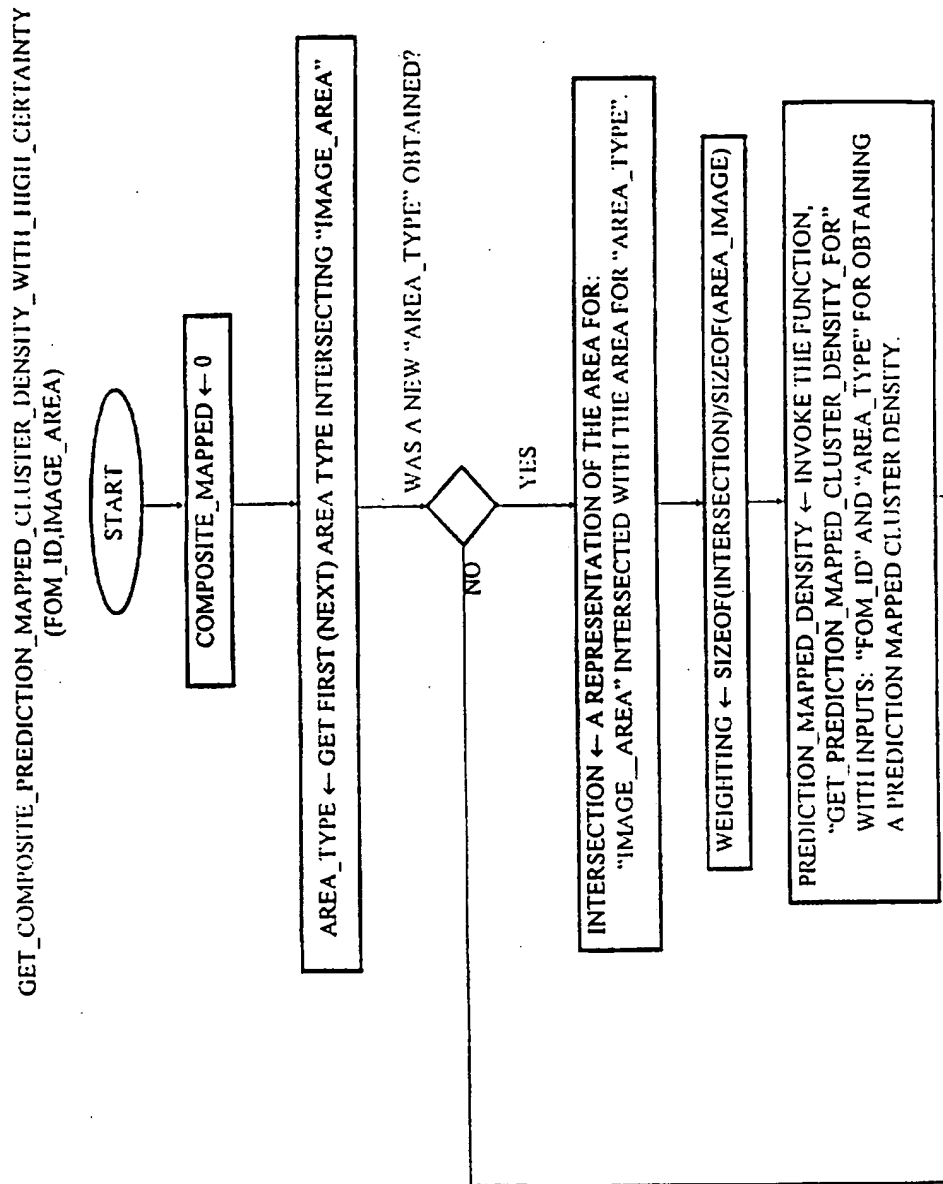 GET_COMPOSITE_PREDICTION_MAPPED_CLUSTER_DENSITY_WITH_HIGH_CERTAINTY
(FOM_ID,IMAGE_AREA)
START
COMPOSITE_MAPPED ← 0
AREA_TYPE ← GET FIRST (NEXT) AREA TYPE INTERSECTING "IMAGE_AREA"
WAS A NEW "AREA_TYPE" OBTAINED?
NO
YES
INTERSECTION ← A REPRESENTATION OF THE AREA FOR:
"IMAGE__AREA" INTERSECTED WITH THE AREA FOR "AREA_TYPE".
WEIGHTING ← SIZEOF(INTERSECTION)/SIZEOF(AREA_IMAGE)
PREDICTION_MAPPED_DENSITY ← INVOKE THE FUNCTION,
"GET_PREDICTION_MAPPED_CLUSTER_DENSITY_FOR"
WITH INPUTS: "FOM_ID" AND "AREA_TYPE" FOR OBTAINING
A PREDICTION MAPPED CLUSTER DENSITY.